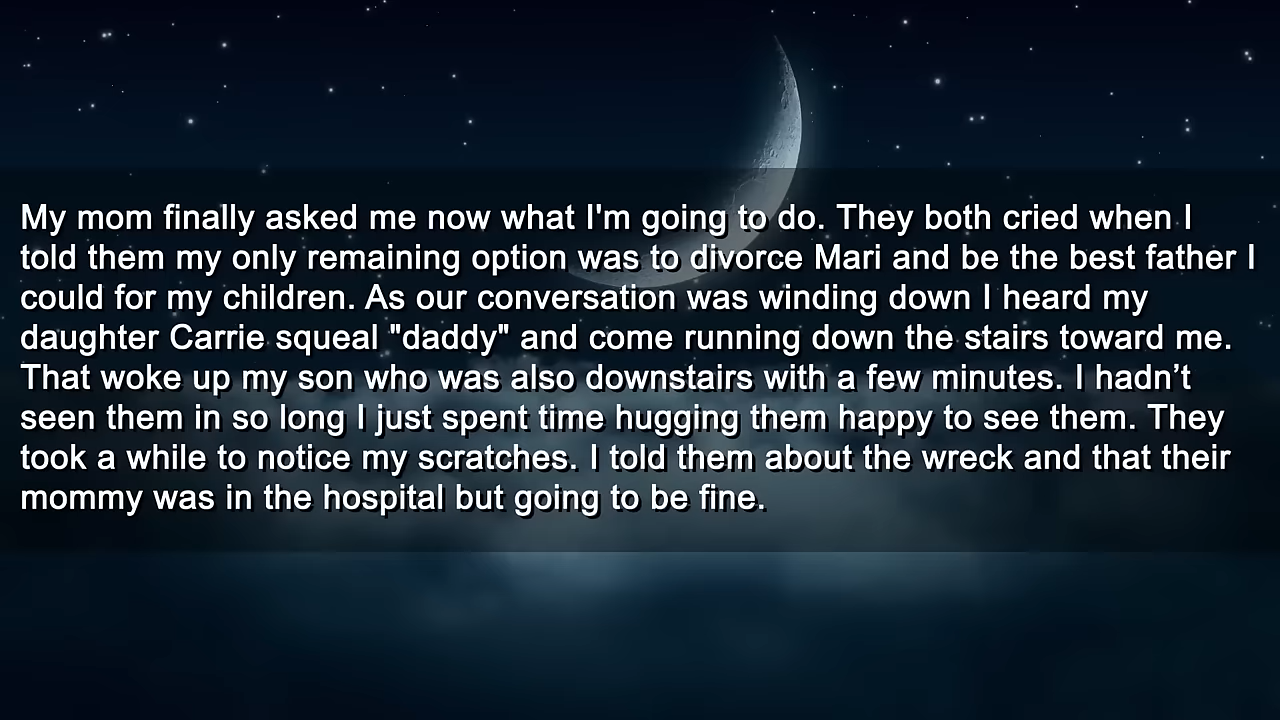 My mom finally asked me now what I'm going to do. They both cried when I
told them my only remaining option was to divorce Mari and be the best father I
could for my children. As our conversation was winding down I heard my
daughter Carrie squeal "daddy" and come running down the stairs toward me.
That woke up my son who was also downstairs with a few minutes. I hadn’t
seen them in so long I just spent time hugging them happy to see them. They
took a while to notice my scratches. I told them about the wreck and that their
mommy was in the hospital but going to be fine.